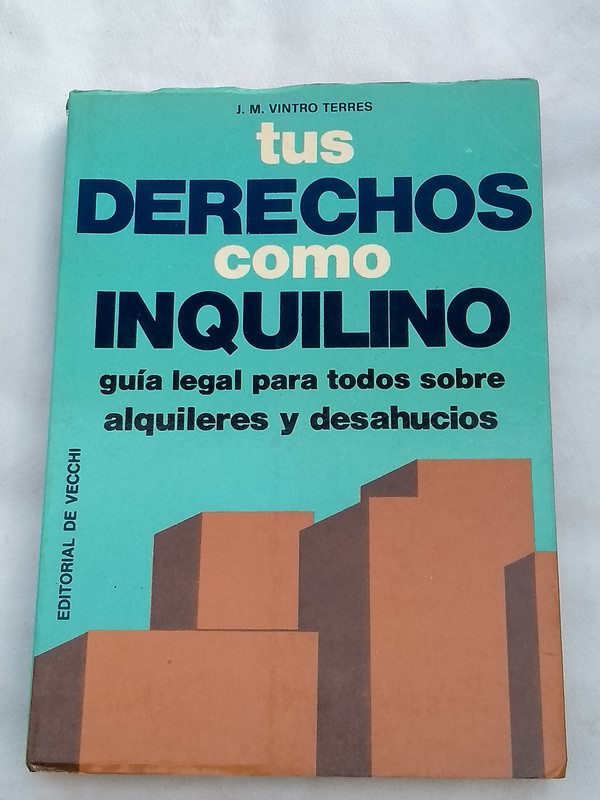 J. M. VINTRO TERRES
tus
DERECHOS
como
INQUILINO
guía legal para todos sobre
alquileres y desahucios
EDITORIAL DE VECCHI